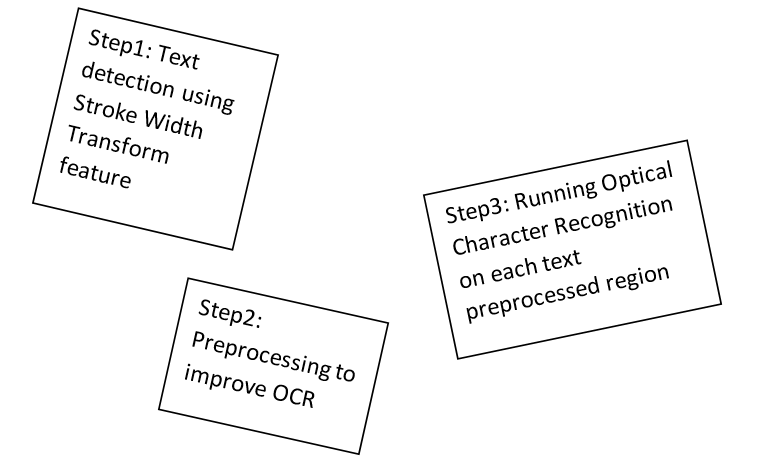 Step1: Text
detection using
Stroke Width
Transform
feature
Step2:
Preprocessing to
improve OCR
Step3: Running Optical
Character Recognition
on each text
preprocessed region